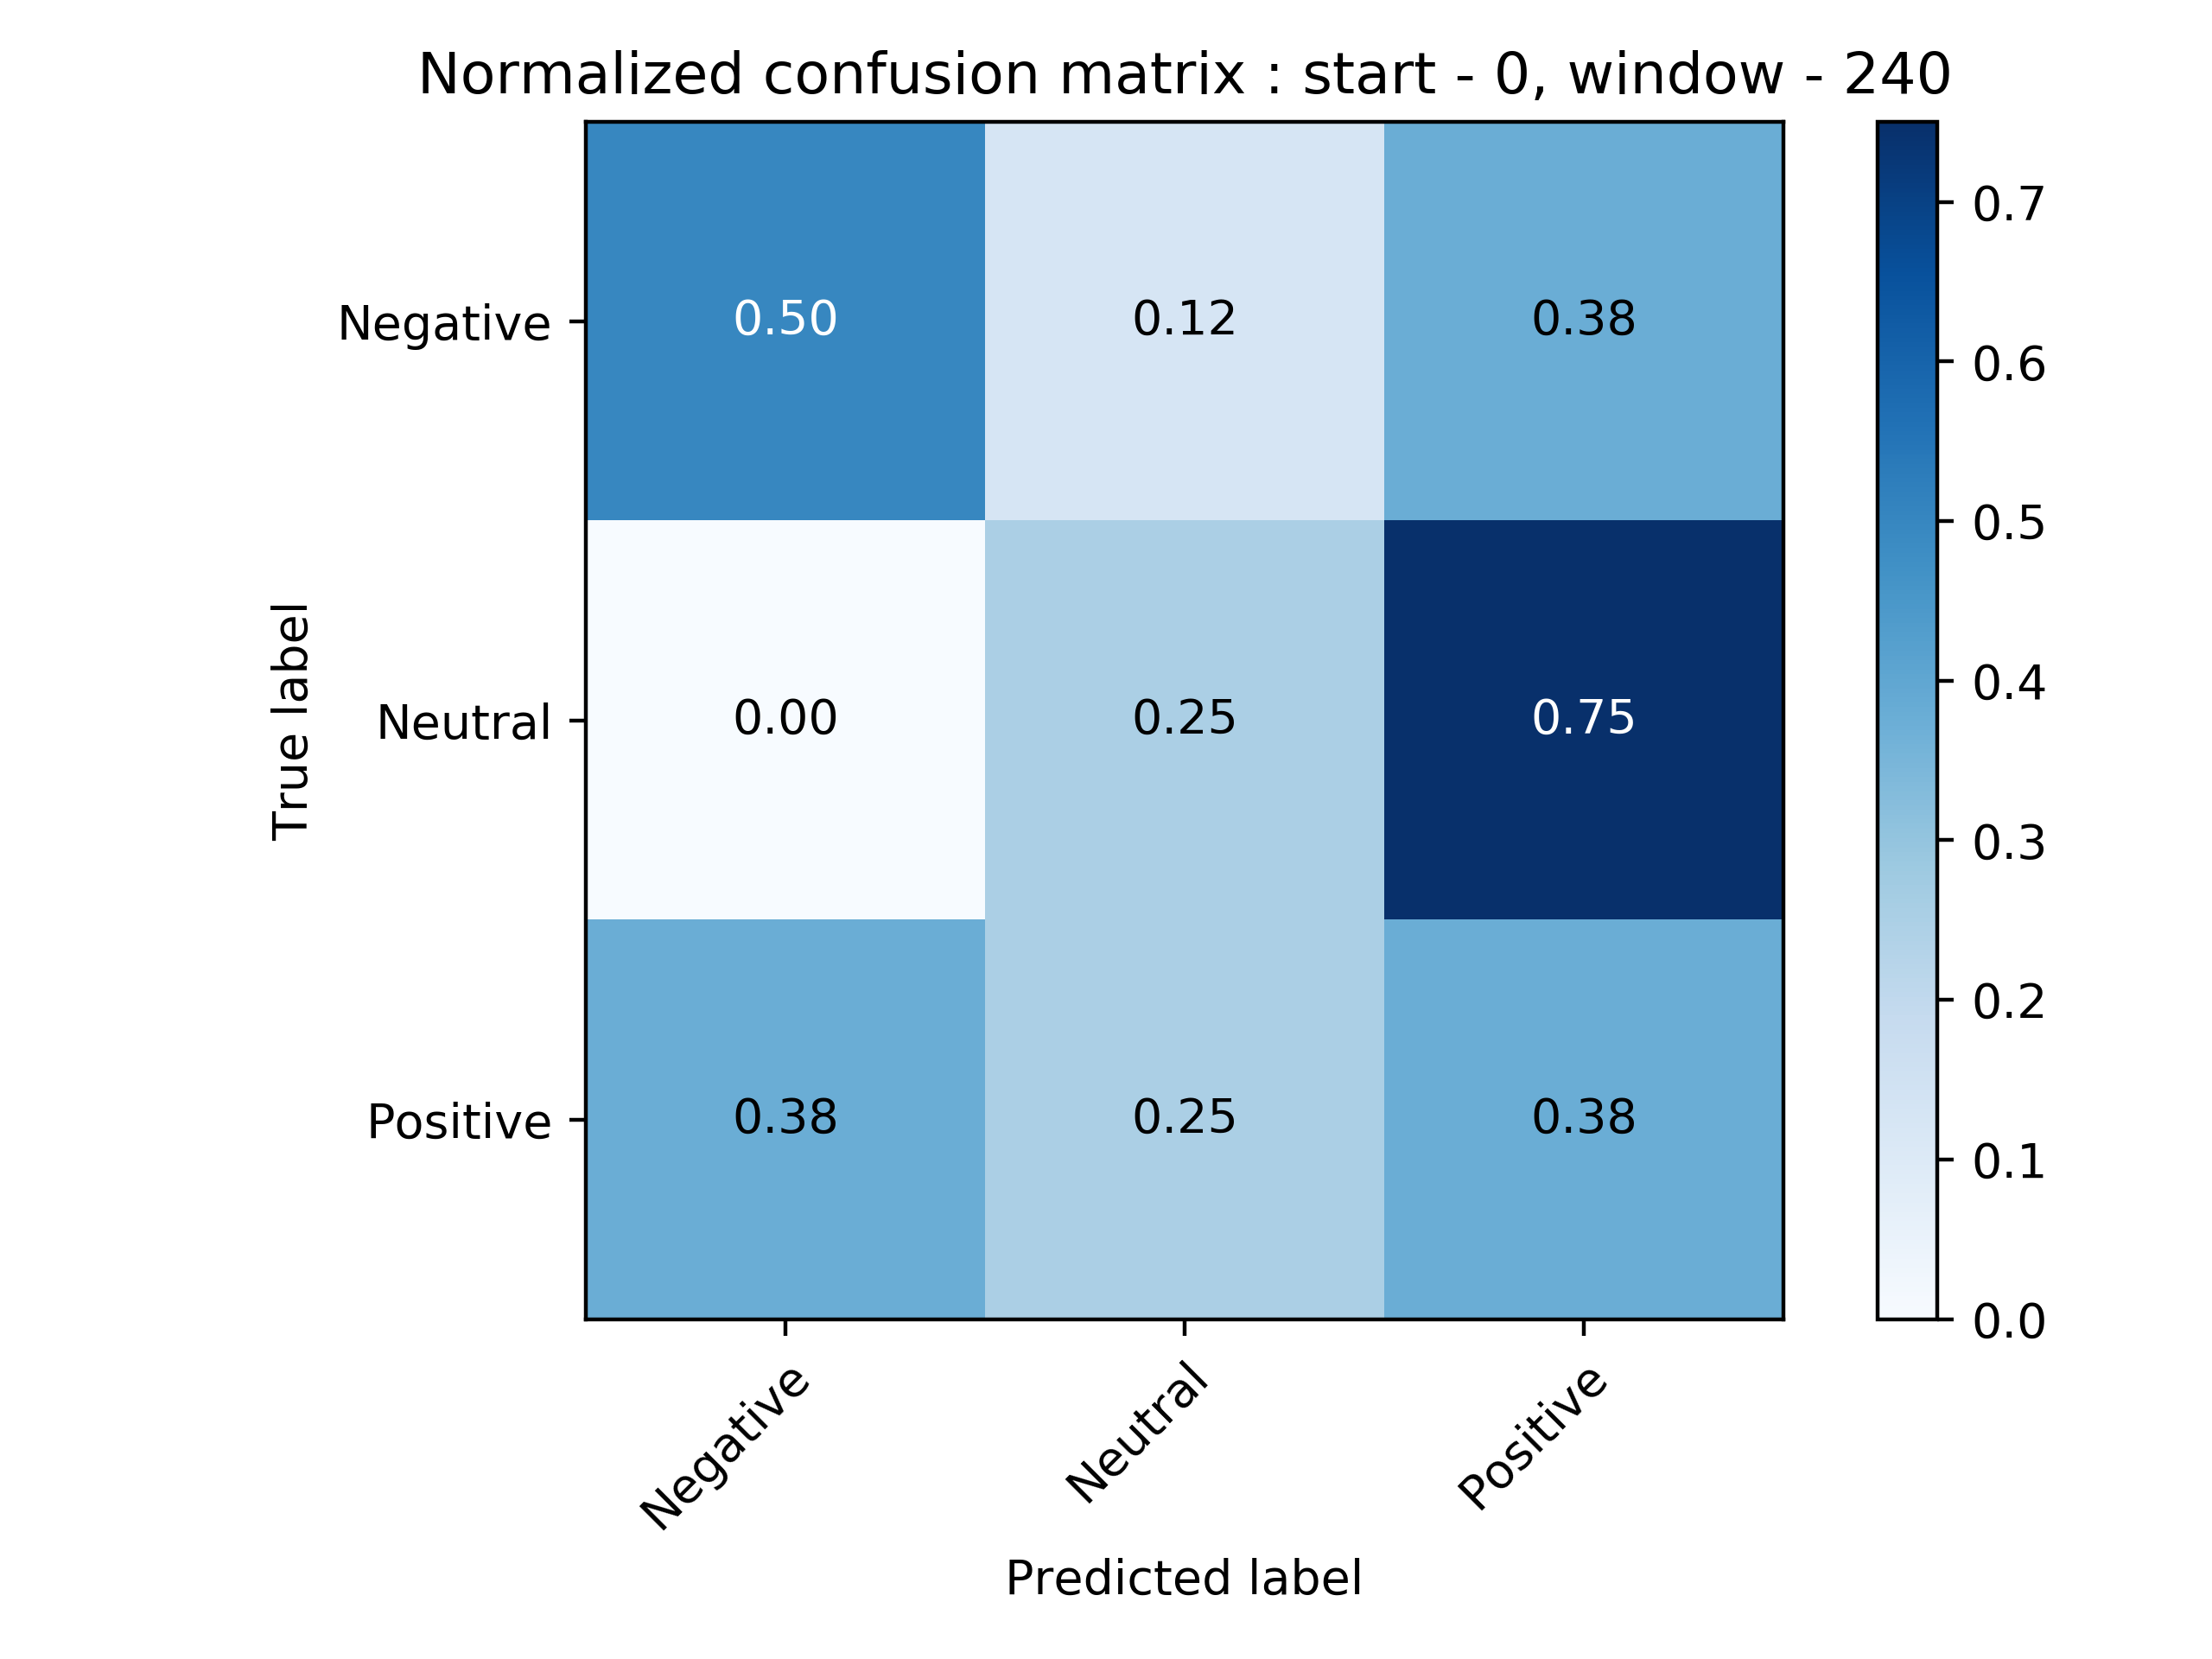 Normalized confusion matrix : start - 0, window - 240
Negative 0.50 0.12 0.38
Neutral 0.00 0.25 0.75
Positive 0.38 0.25 0.38
True label
Negative Neutral Positive
Predicted label
0.7
0.6
0.5
0.4
0.3
0.2
0.1
0.0